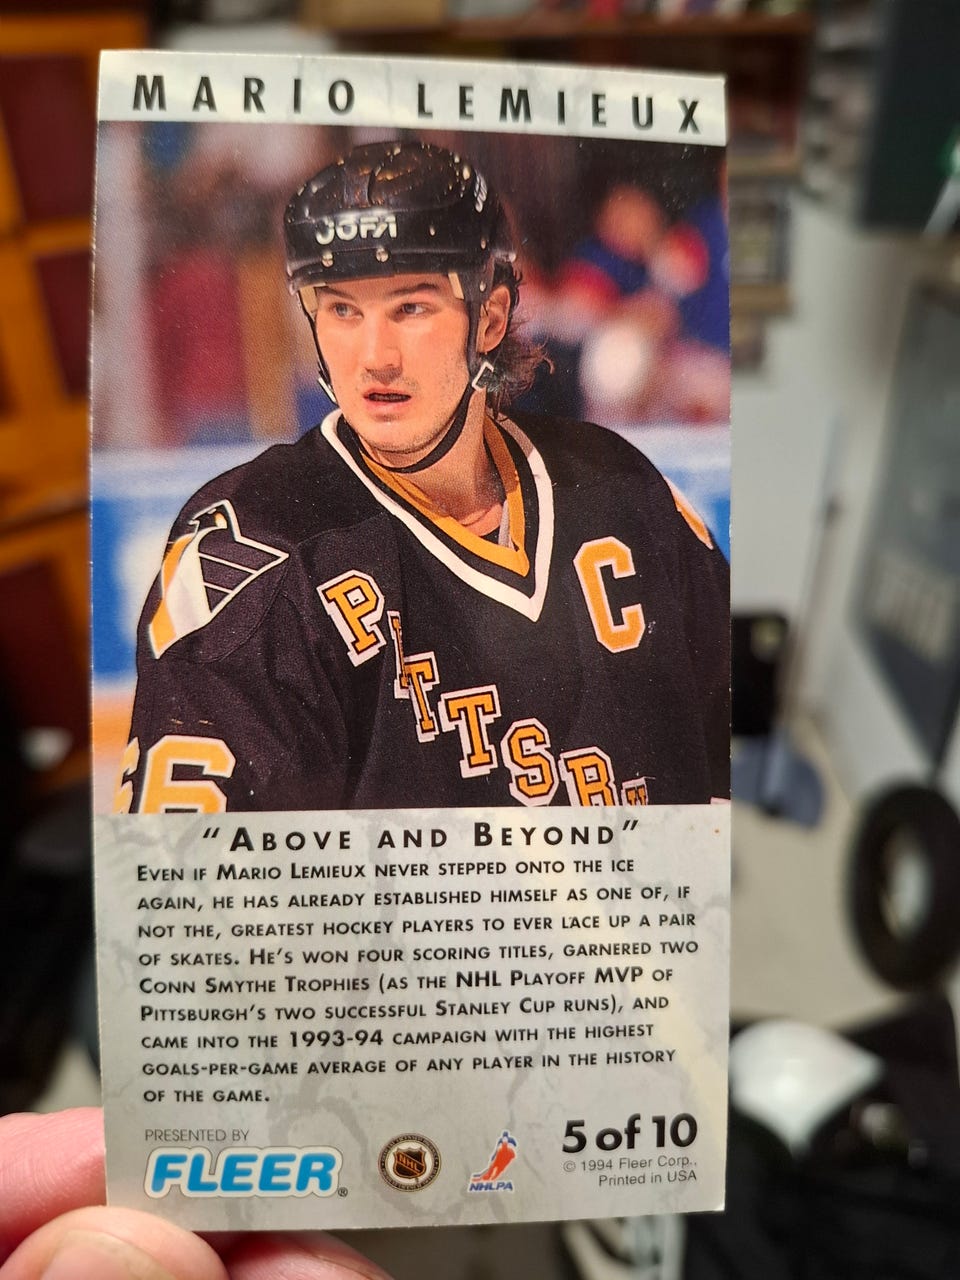 MARIO LEMIEUX
JOFA
C
PITTSBU
66
"ABOVE AND BEYOND"
EVEN IF MARIO LEMIEUX NEVER STEPPED ONTO THE ICE
AGAIN, HE HAS ALREADY ESTABLISHED HIMSELF AS ONE OF, IF
NOT THE, GREATEST HOCKEY PLAYERS TO EVER LACE UP A PAIR
OF SKATES. HE'S WON FOUR SCORING TITLES, GARNERED TWO
CONN SMYTHE TROPHIES (AS THE NHL PLAYOFF MVP OF
PITTSBURGH'S TWO SUCCESSFUL STANLEY CUP RUNS), AND
CAME INTO THE 1993-94 CAMPAIGN WITH THE HIGHEST
GOALS-PER-GAME AVERAGE OF ANY PLAYER IN THE HISTORY
OF THE GAME.
PRESENTED BY
FLEER®
NHL
NHLPA
5 of 10
© 1994 Fleer Corp.,
Printed in USA